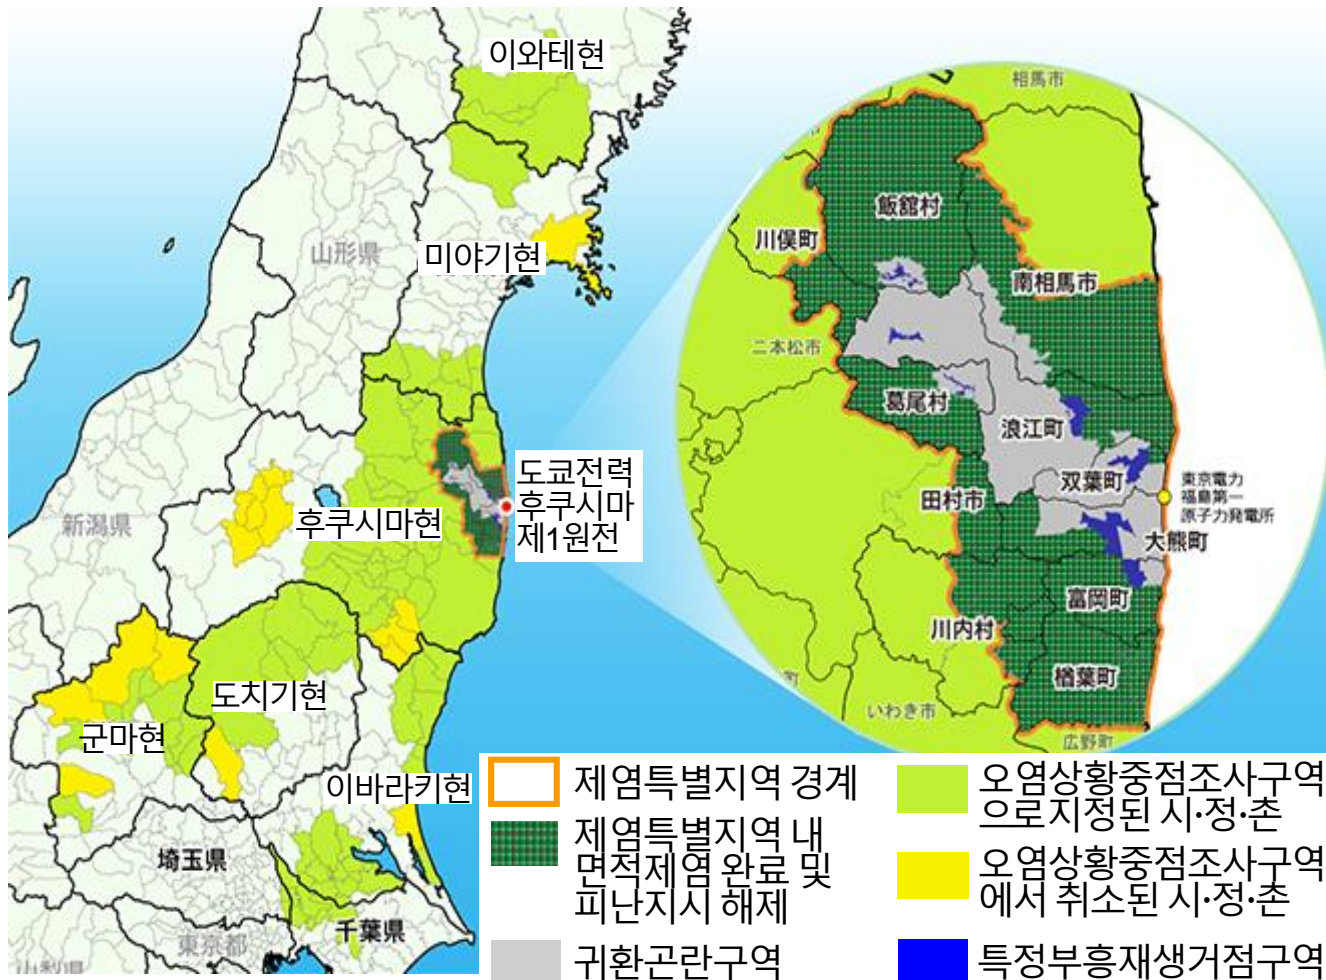 이와테현
相馬市
飯舘村
川俣町
山形県
미야기현
南相馬市
二本松市
葛尾村
浪江町
도쿄전력
후쿠시마
제1원전
双葉町
東京電力
福島第一
原子力発電所
田村市
新潟県
후쿠시마현
大熊町
富岡町
川内村
楢葉町
町
いわき市
広野町
도치기현
군마현
이바라키현
埼玉県
千葉県
東京都
山梨県
제염특별지역 경계
제염특별지역 내
면적제염 완료 및
피난지시 해제
귀환곤란구역
오염상황중점조사구역
으로지정된 시·정·촌
오염상황중점조사구역
에서 취소된 시·정·촌
특정부흥재생거점구역